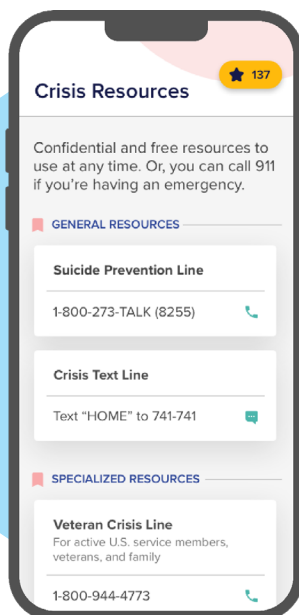 137
Crisis Resources
Confidential and free resources to
use at any time. Or, you can call 911
if you're having an emergency.
GENERAL RESOURCES
Suicide Prevention Line
1-800-273-TALK (8255)
Crisis Text Line
Text “HOME” to 741-741
SPECIALIZED RESOURCES
Veteran Crisis Line
For active U.S. service members,
veterans, and family
1-800-944-4773